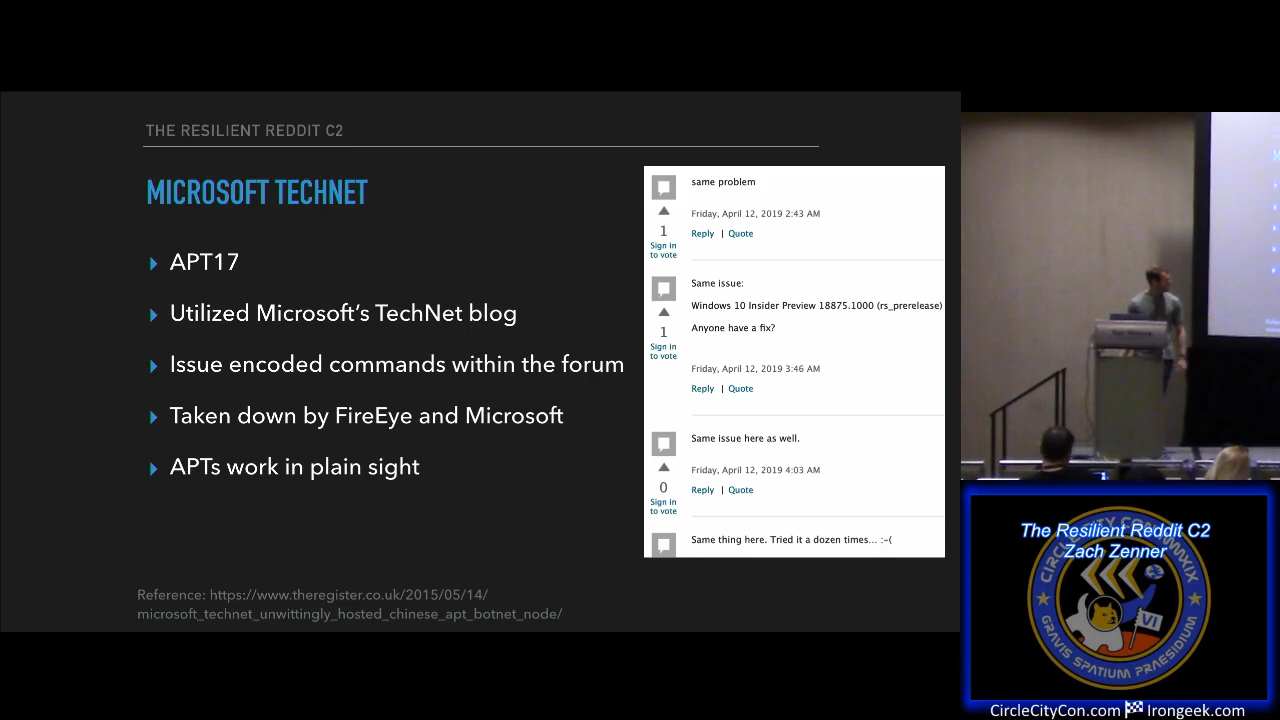 THE RESILIENT REDDIT C2
MICROSOFT TECHNET
APT17
Utilized Microsoft's TechNet blog
Issue encoded commands within the forum
Taken down by FireEye and Microsoft
APTs work in plain sight
same problem
Friday, April 12, 2019 2:43 AM
1
Sign in
to vote
Reply | Quote
Same issue:
Windows 10 Insider Preview 18875.1000 (rs_prerelease)
Anyone have a fix?
1
Sign in
to vote
Friday, April 12, 2019 3:46 AM
Reply | Quote
Same issue here as well.
Friday, April 12, 2019 4:03 AM
0
Sign in
to vote
Reply | Quote
Same thing here. Tried it a dozen times... :-(
Reference: https://www.theregister.co.uk/2015/05/14/
microsoft_technet_unwittingly_hosted_chinese_apt_botnet_node/
The Resilient Reddit C2
Zach Zenner
VI
GRAVIS SPATIUM PRAESIDIUM
CircleCityCon.com Irongeek.com